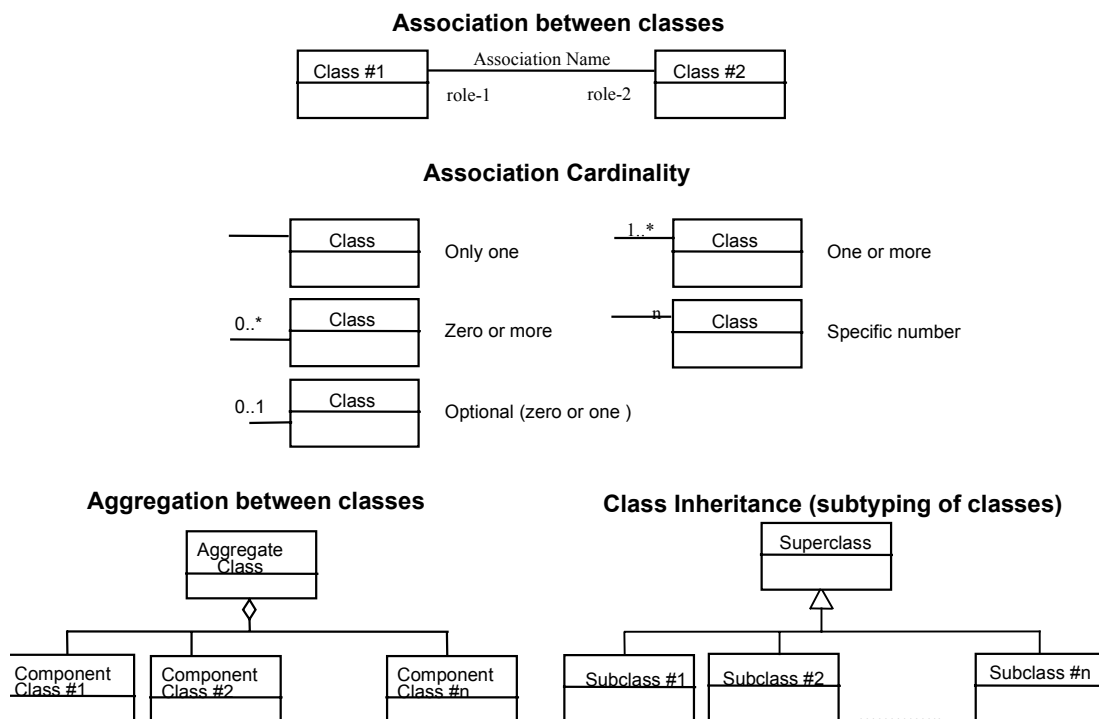 Association between classes
Class #1
Association Name
Class #2
role-1
role-2
Association Cardinality
Class
Only one
1..*
Class
One or more
0..*
Class
Zero or more
n
Class
Specific number
0..1
Class
Optional (zero or one )
Aggregation between classes
Class Inheritance (subtyping of classes)
Aggregate
Class
Superclass
Component
Class #1
Component
Class #2
Component
Class #n
Subclass #1
Subclass #2
Subclass #n